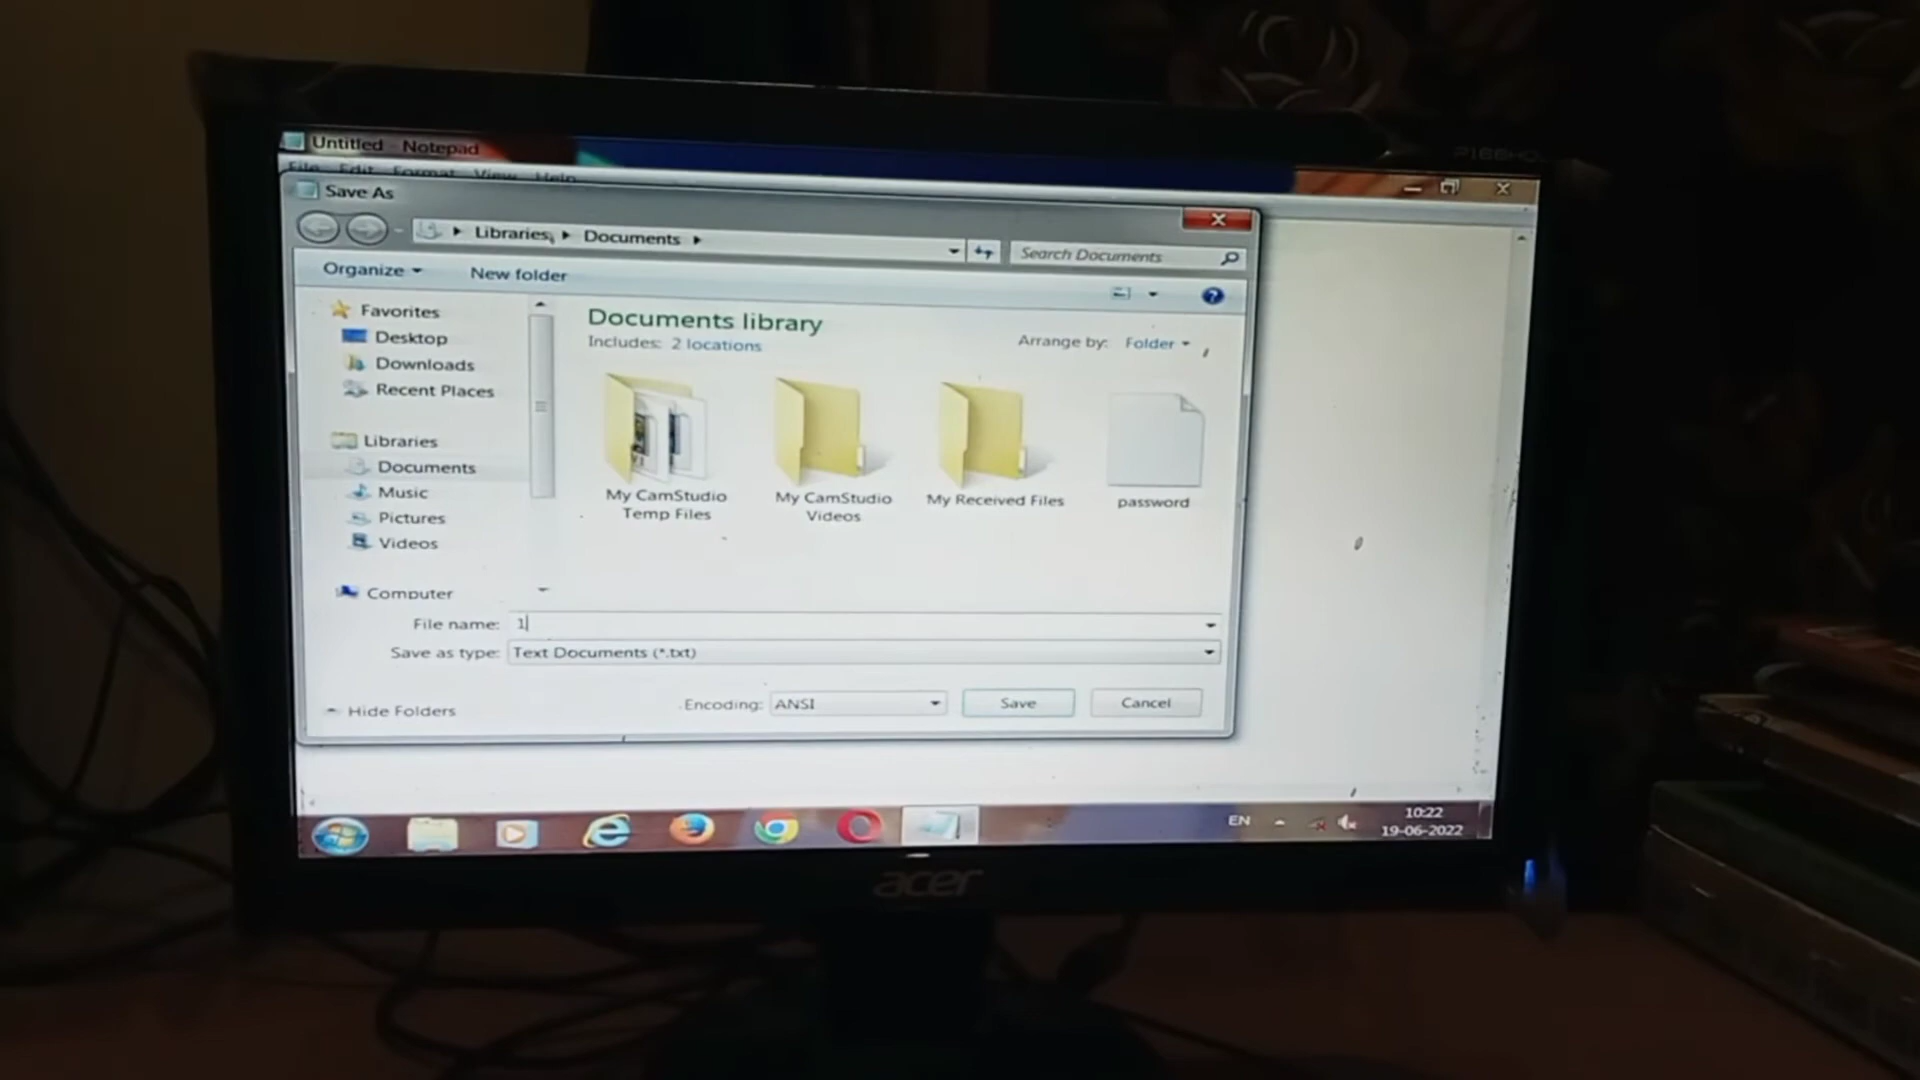 Untitled - Notepad
File Edit Format View Help
Save As
Libraries Documents
Search Documents
Organize New folder
Favorites
Desktop
Downloads
Recent Places
Libraries
Documents
Music
Pictures
Videos
Computer
Documents library
Includes: 2 locations
Arrange by: Folder
My CamStudio
Temp Files
My CamStudio
Videos
My Received Files
password
File name: 1
Save as type: Text Documents (*.txt)
Hide Folders
Encoding: ANSI
Save
Cancel
EN
10:22
19-06-2022
acer